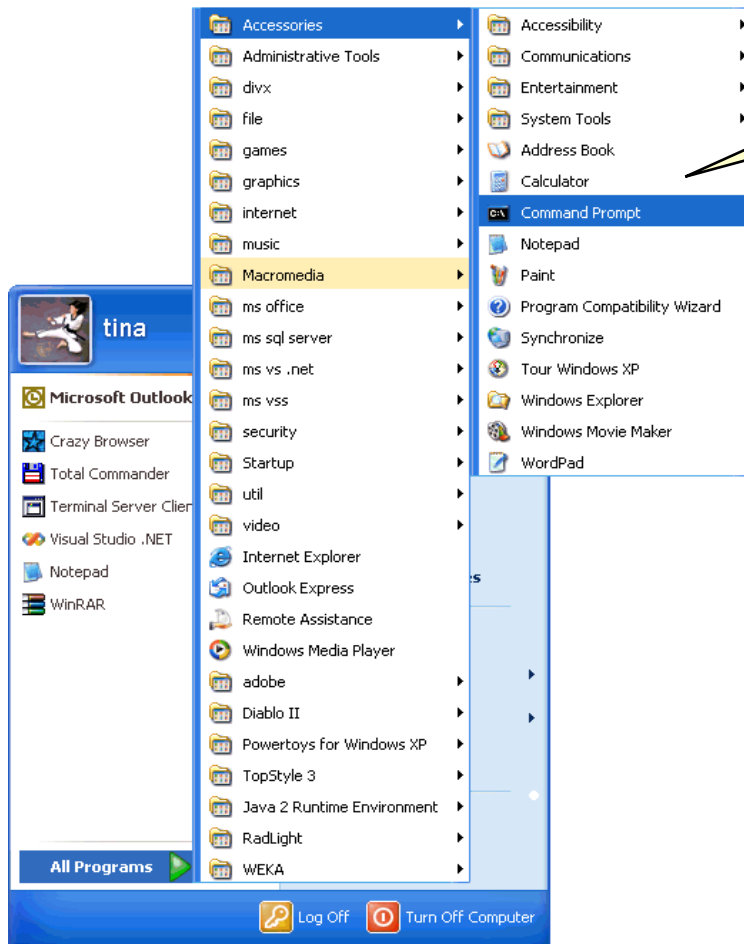 tina
Microsoft Outlook
Crazy Browser
Total Commander
Terminal Server Clien
Visual Studio .NET
Notepad
WinRAR
All Programs
Accessories
Administrative Tools
divx
file
games
graphics
internet
music
Macromedia
ms office
ms sql server
ms vs .net
ms vss
security
Startup
util
video
Internet Explorer
Outlook Express
Remote Assistance
Windows Media Player
adobe
Diablo II
Powertoys for Windows XP
TopStyle 3
Java 2 Runtime Environment
RadLight
WEKA
Accessibility
Communications
Entertainment
System Tools
Address Book
Calculator
C:\
Command Prompt
Notepad
Paint
Program Compatibility Wizard
Synchronize
Tour Windows XP
Windows Explorer
Windows Movie Maker
WordPad
es
Log Off
Turn Off Computer